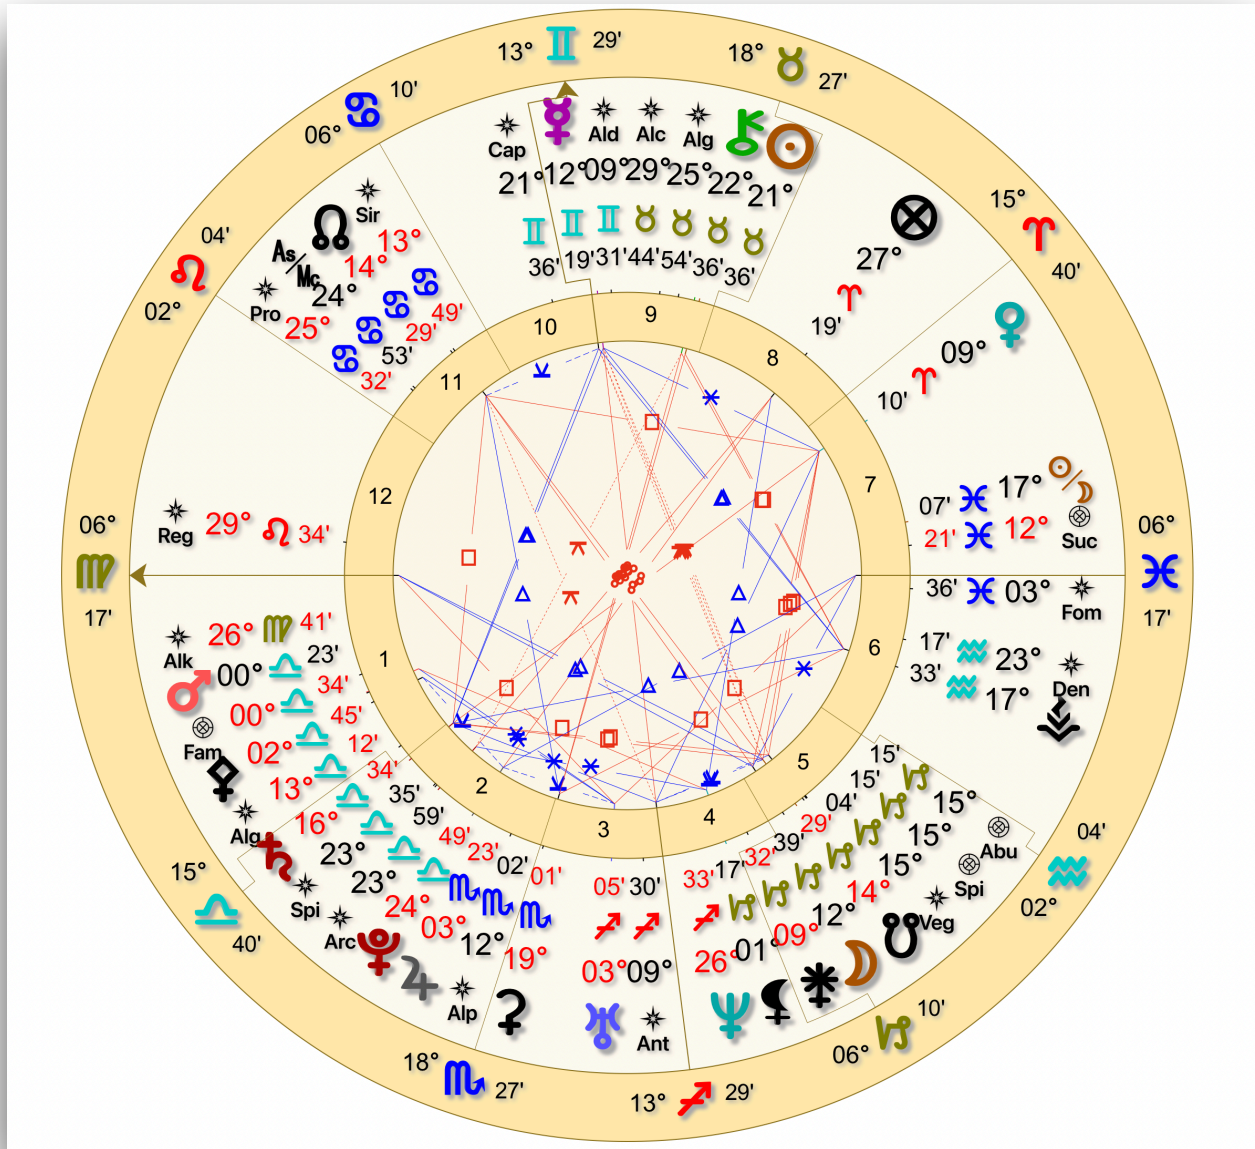 13° ♊ 29'
18° ♉ 27'
06° ♋ 10'
15° ♈ 40'
02° ♌ 04'
06° ♍ 17'
06° ♓ 17'
15° ♎ 40'
02° ♒ 04'
18° ♏ 27'
06° ♑ 10'
13° ♐ 29'
Cap 21° ♊ 36'
☿ 12° ♊ 19'
Ald 09° ♊ 31'
Alc 29° ♉ 44'
Alg 25° ♉ 54'
⚷ 22° ♉ 36'
☉ 21° ♉ 36'
⊗ 27° ♈ 19'
♀ 09° ♈ 10'
Sir 13° ♋ 49'
☊ 14° ♋ 29'
As/Mc 24° ♋ 53'
Pro 25° ♋ 32'
Reg 29° ♌ 34'
☉/☽ 17° ♓ 07'
Suc 12° ♓ 21'
Fom 03° ♓ 36'
Den 23° ♒ 17'
17° ♒ 33'
Alk 26° ♍ 41'
♂ 00° ♎ 23'
Fam 00° ♎ 34'
⚴ 02° ♎ 45'
Alg 13° ♎ 12'
♄ 16° ♎ 34'
Spi 23° ♎ 35'
Arc 23° ♎ 59'
♇ 24° ♎ 49'
♃ 03° ♏ 23'
Alp 12° ♏ 02'
⚳ 19° ♏ 01'
♅ 03° ♐ 05'
Ant 09° ♐ 30'
♆ 26° ♐ 33'
⚸ 01° ♑ 17'
⚵ 09° ♑ 32'
☽ 12° ♑ 39'
☋ 14° ♑ 29'
Veg 15° ♑ 04'
Spi 15° ♑ 15'
Abu 15° ♑ 15'
1
2
3
4
5
6
7
8
9
10
11
12